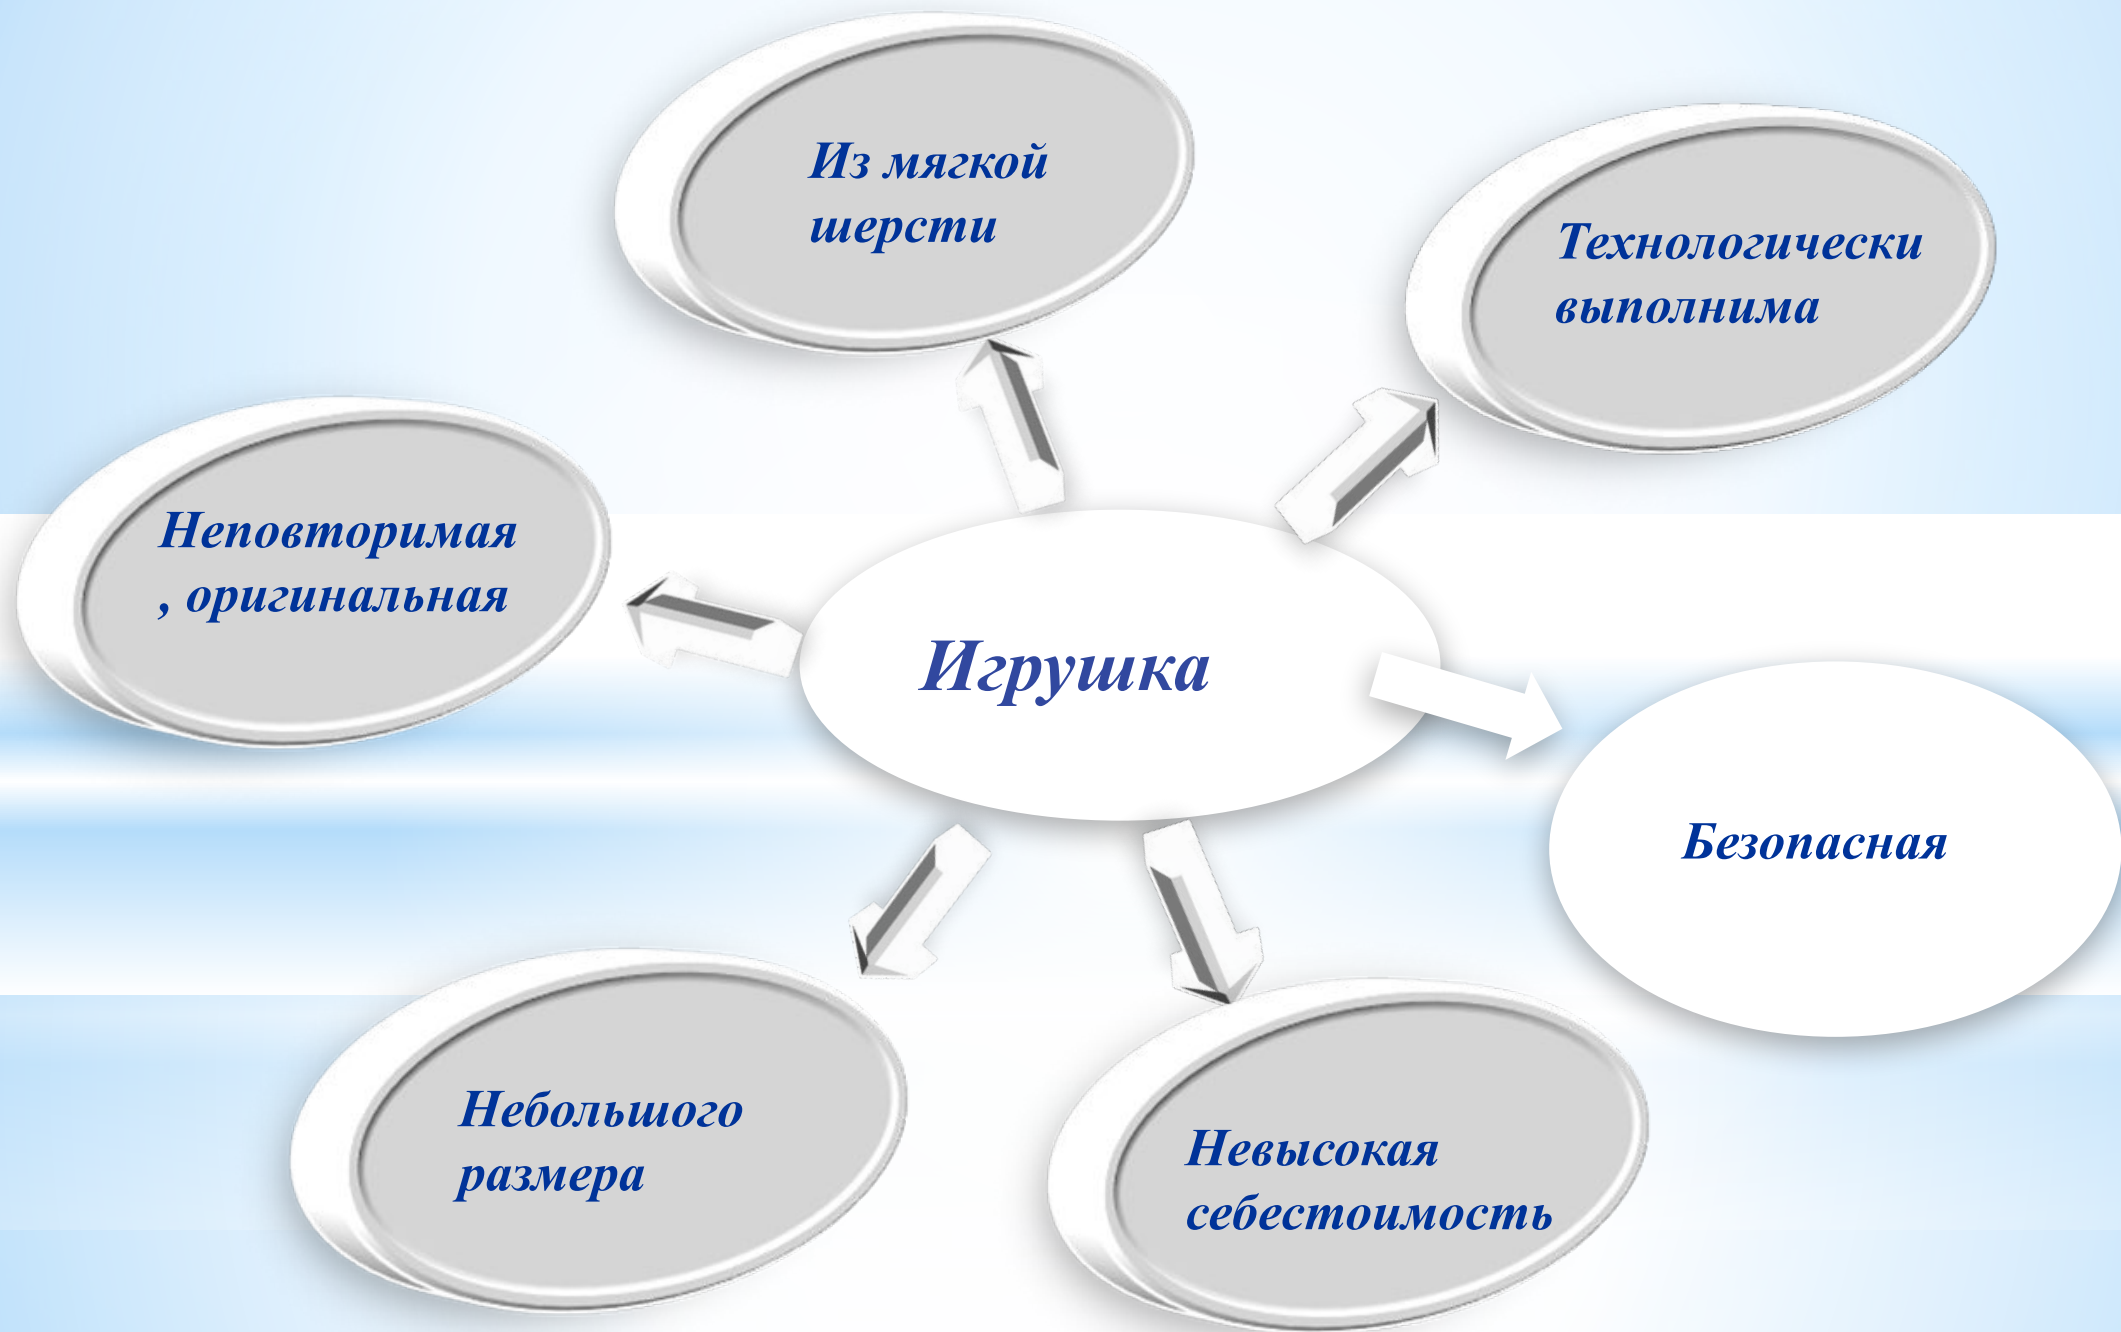 Из мягкой
шерсти
Технологически
выполнима
Неповторимая
, оригинальная
Игрушка
Безопасная
Небольшого
размера
Невысокая
себестоимость